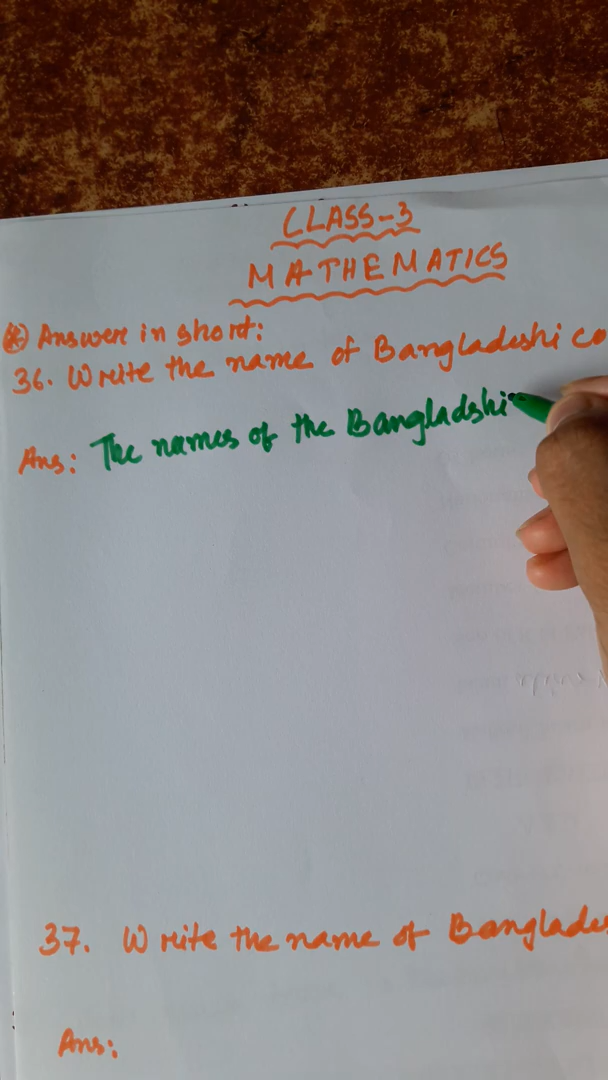 CLASS-3
MATHEMATICS
(*) Answer in short:
36. Write the name of Bangladeshi co
Ans: The names of the Bangladshi
37. Write the name of Banglades
Ans: